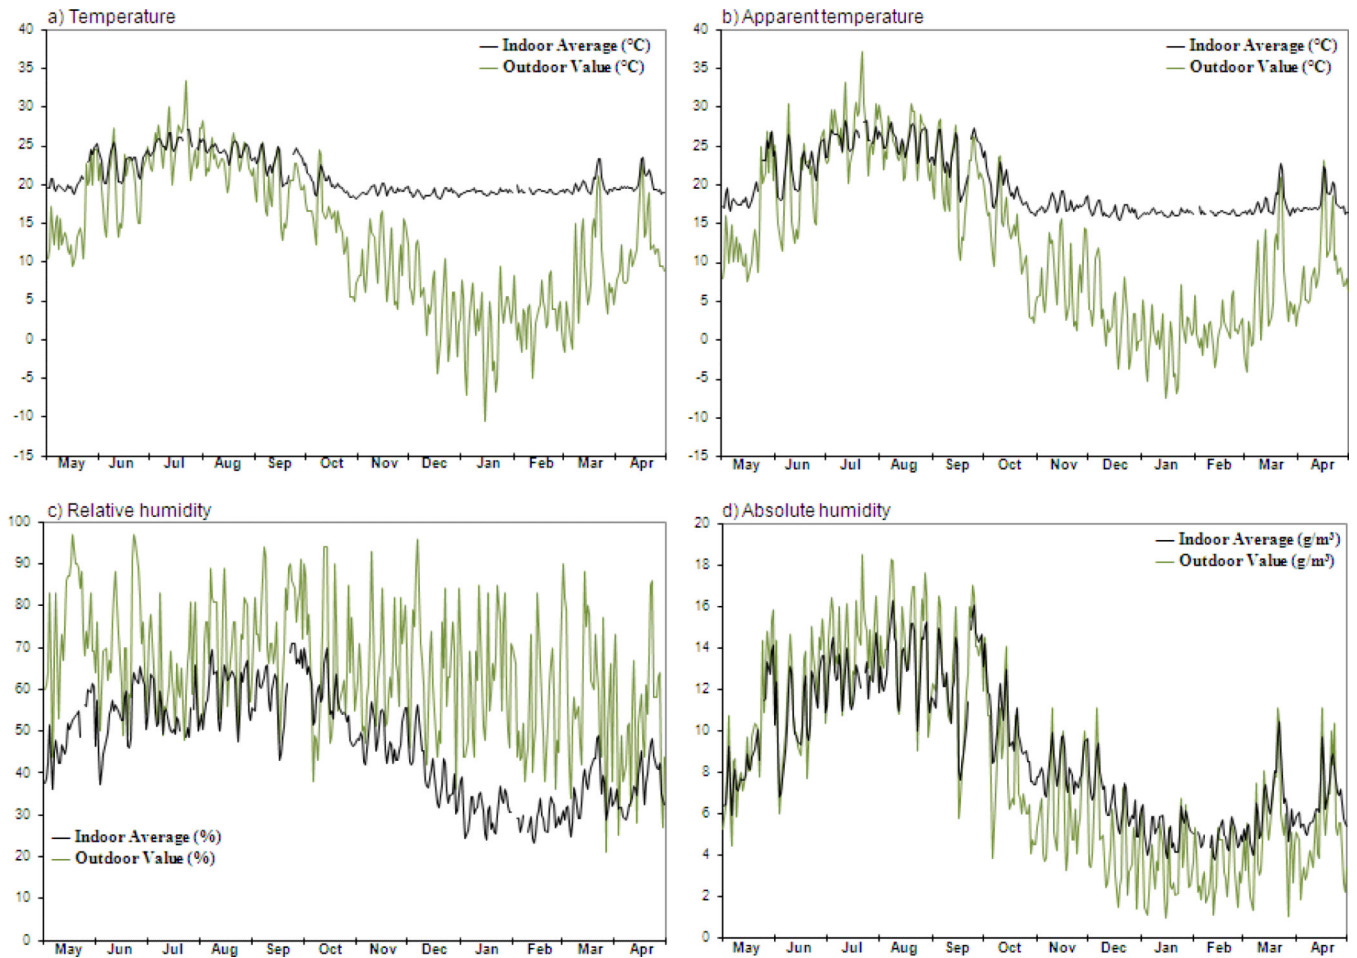 a) Temperature
40
35
30
25
20
15
10
5
0
-5
-10
-15
Indoor Average (°C)
Outdoor Value (°C)
May Jun Jul Aug Sep Oct Nov Dec Jan Feb Mar Apr
b) Apparent temperature
40
35
30
25
20
15
10
5
0
-5
-10
-15
Indoor Average (°C)
Outdoor Value (°C)
May Jun Jul Aug Sep Oct Nov Dec Jan Feb Mar Apr
c) Relative humidity
100
90
80
70
60
50
40
30
20
10
0
Indoor Average (%)
Outdoor Value (%)
May Jun Jul Aug Sep Oct Nov Dec Jan Feb Mar Apr
d) Absolute humidity
20
18
16
14
12
10
8
6
4
2
0
Indoor Average (g/m³)
Outdoor Value (g/m³)
May Jun Jul Aug Sep Oct Nov Dec Jan Feb Mar Apr